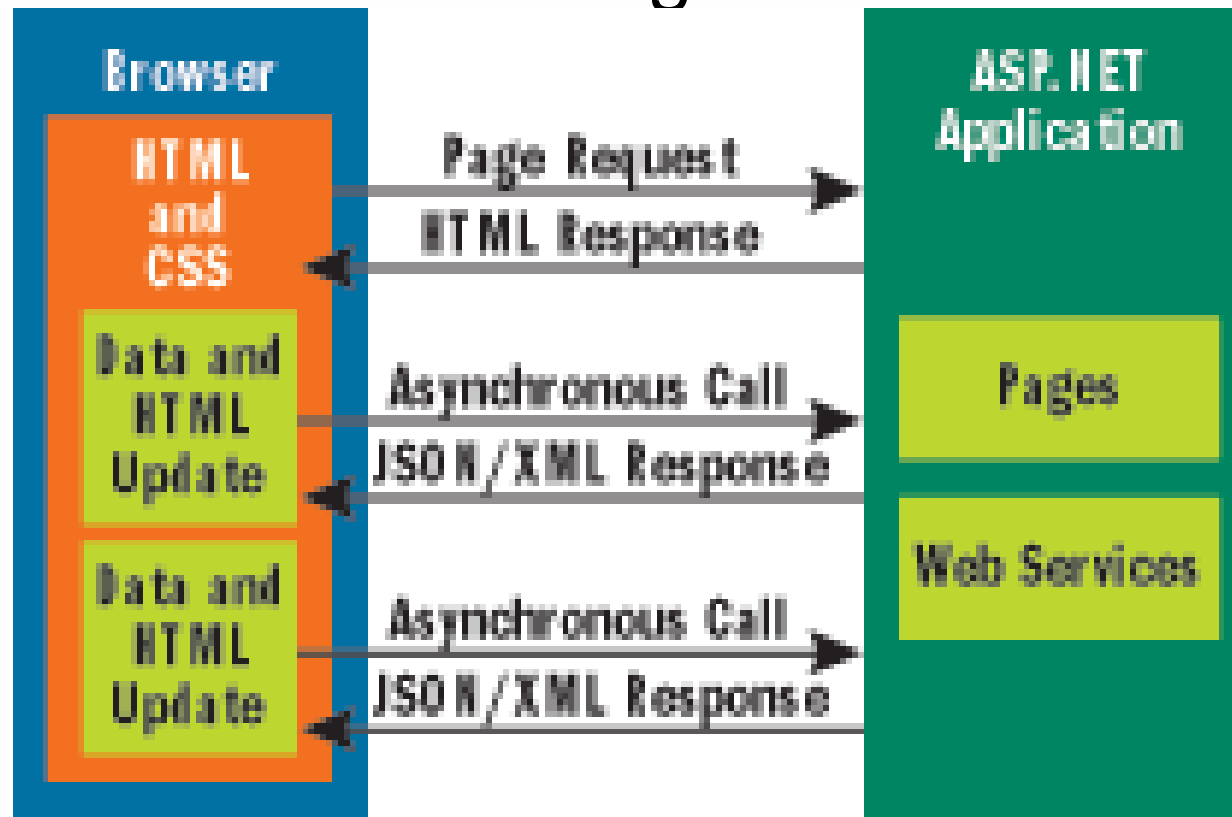 Browser
HTML
and
CSS
Data and
HTML
Update
Data and
HTML
Update
Page Request
HTML Response
Asynchronous Call
JSON/XML Response
Asynchronous Call
JSON/XML Response
ASP.NET
Application
Pages
Web Services